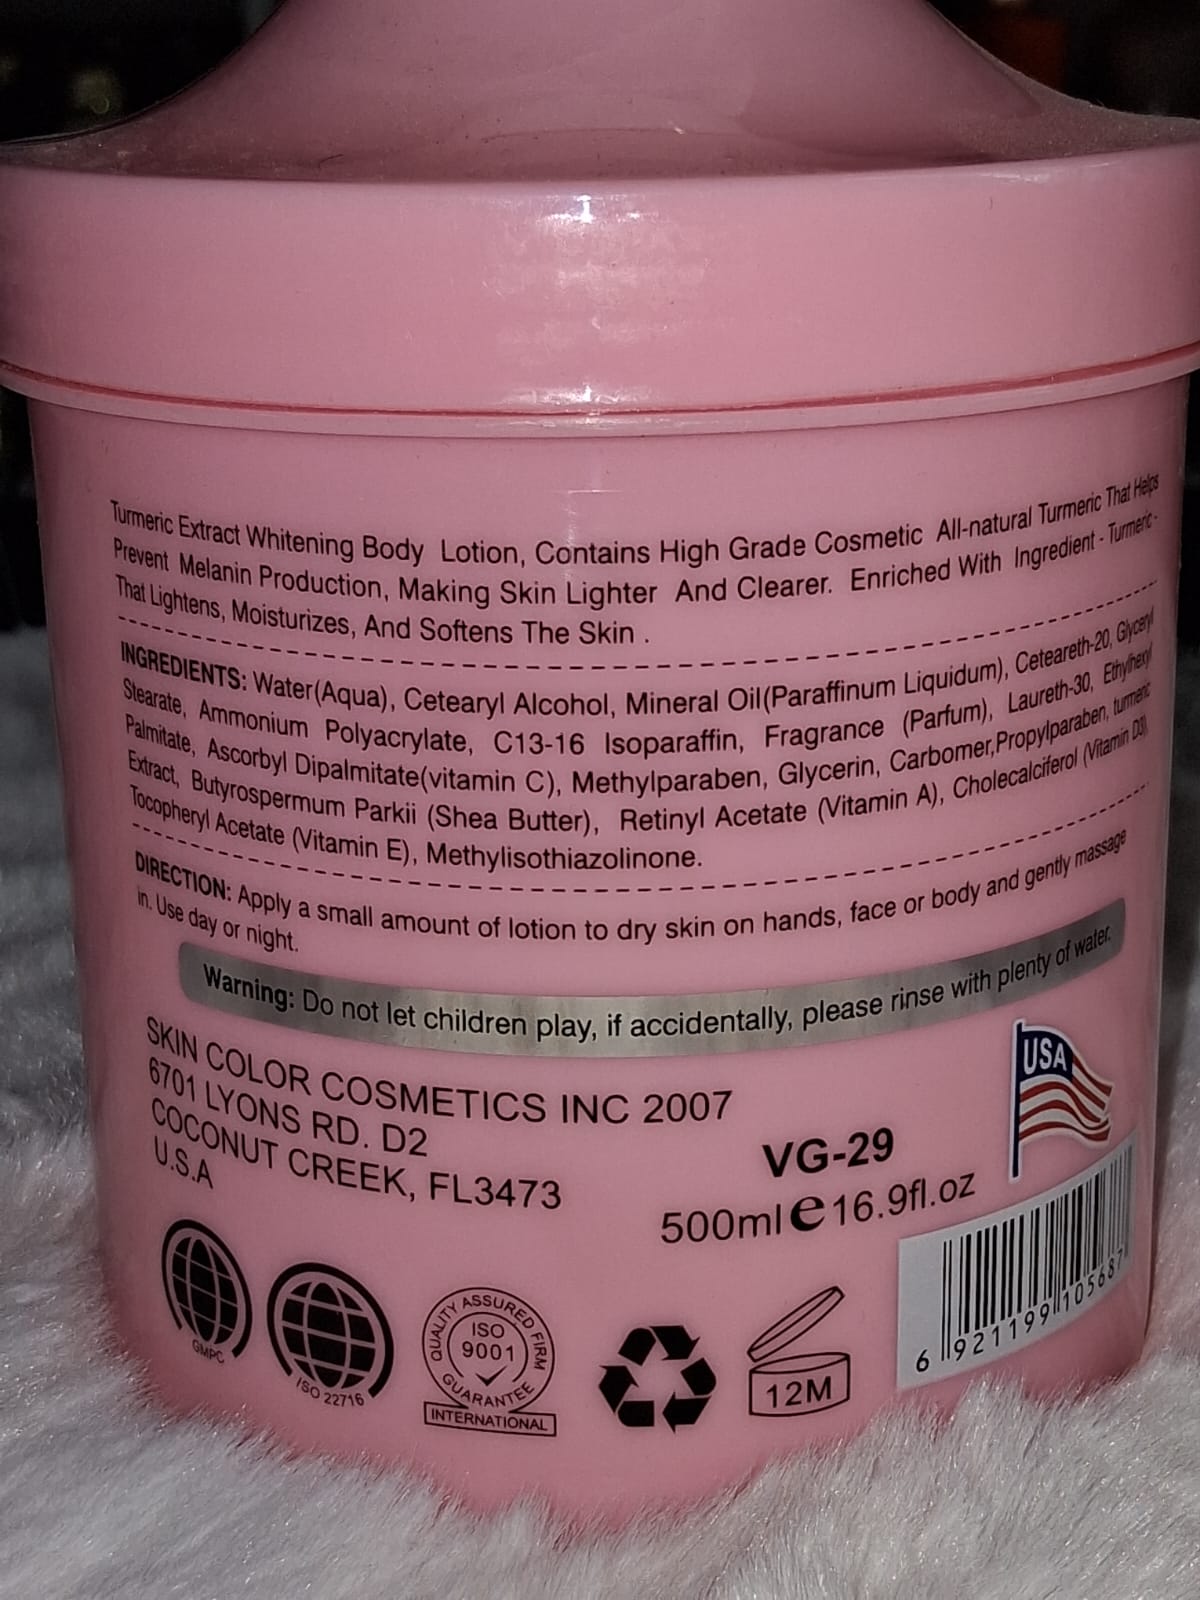 Turmeric Extract Whitening Body Lotion, Contains High Grade Cosmetic All-natural Turmeric That Helps
Prevent Melanin Production, Making Skin Lighter And Clearer. Enriched With Ingredient - Turmeric -
That Lightens, Moisturizes, And Softens The Skin .
INGREDIENTS: Water(Aqua), Cetearyl Alcohol, Mineral Oil(Paraffinum Liquidum), Ceteareth-20, Glyceryl
Stearate, Ammonium Polyacrylate, C13-16 Isoparaffin, Fragrance (Parfum), Laureth-30, Ethylhexyl
Palmitate, Ascorbyl Dipalmitate(vitamin C), Methylparaben, Glycerin, Carbomer,Propylparaben, turmeric
Extract, Butyrospermum Parkii (Shea Butter), Retinyl Acetate (Vitamin A), Cholecalciferol (Vitamin D3),
Tocopheryl Acetate (Vitamin E), Methylisothiazolinone.
DIRECTION: Apply a small amount of lotion to dry skin on hands, face or body and gently massage
in. Use day or night.
Warning: Do not let children play, if accidentally, please rinse with plenty of water.
SKIN COLOR COSMETICS INC 2007
6701 LYONS RD. D2
COCONUT CREEK, FL3473
U.S.A
USA
VG-29
500ml e 16.9fl.oz
GMPC
ISO 22716
QUALITY ASSURED FIRM
ISO
9001
GUARANTEE
INTERNATIONAL
12M
6 921199 105687